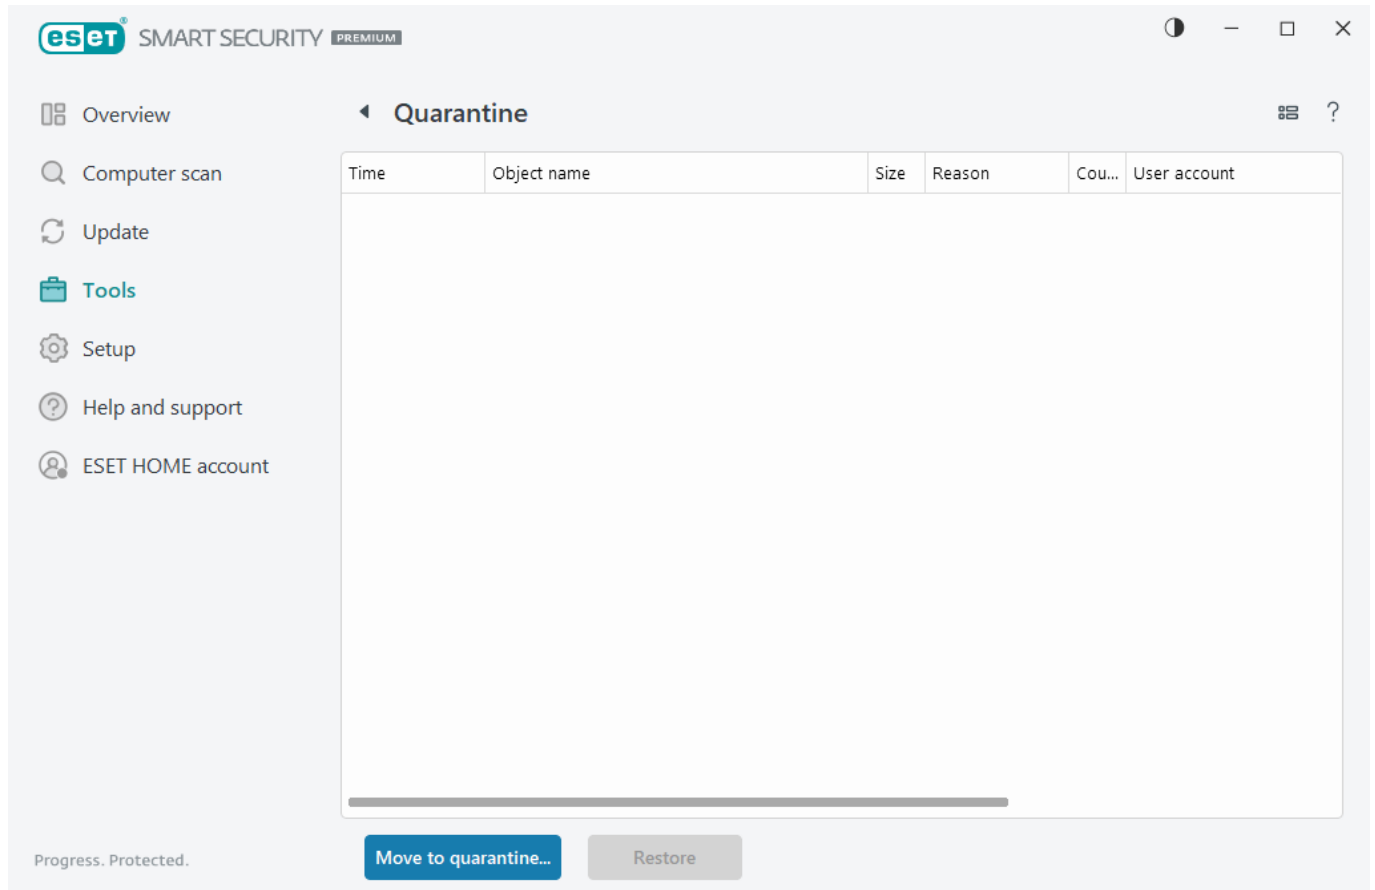 eset® SMART SECURITY PREMIUM
Overview
Computer scan
Update
Tools
Setup
Help and support
ESET HOME account
Progress. Protected.
Quarantine
?
Time Object name Size Reason Cou... User account
Move to quarantine... Restore